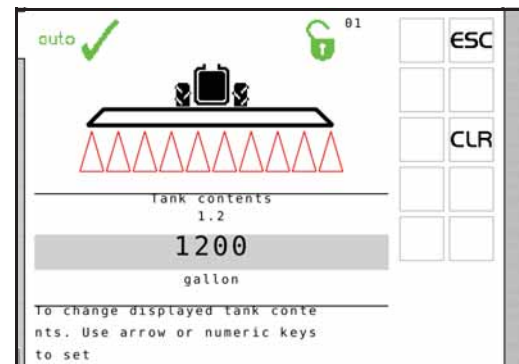 auto
01
ESC
CLR
Tank contents
1.2
1200
gallon
To change displayed tank conte
nts. Use arrow or numeric keys
to set